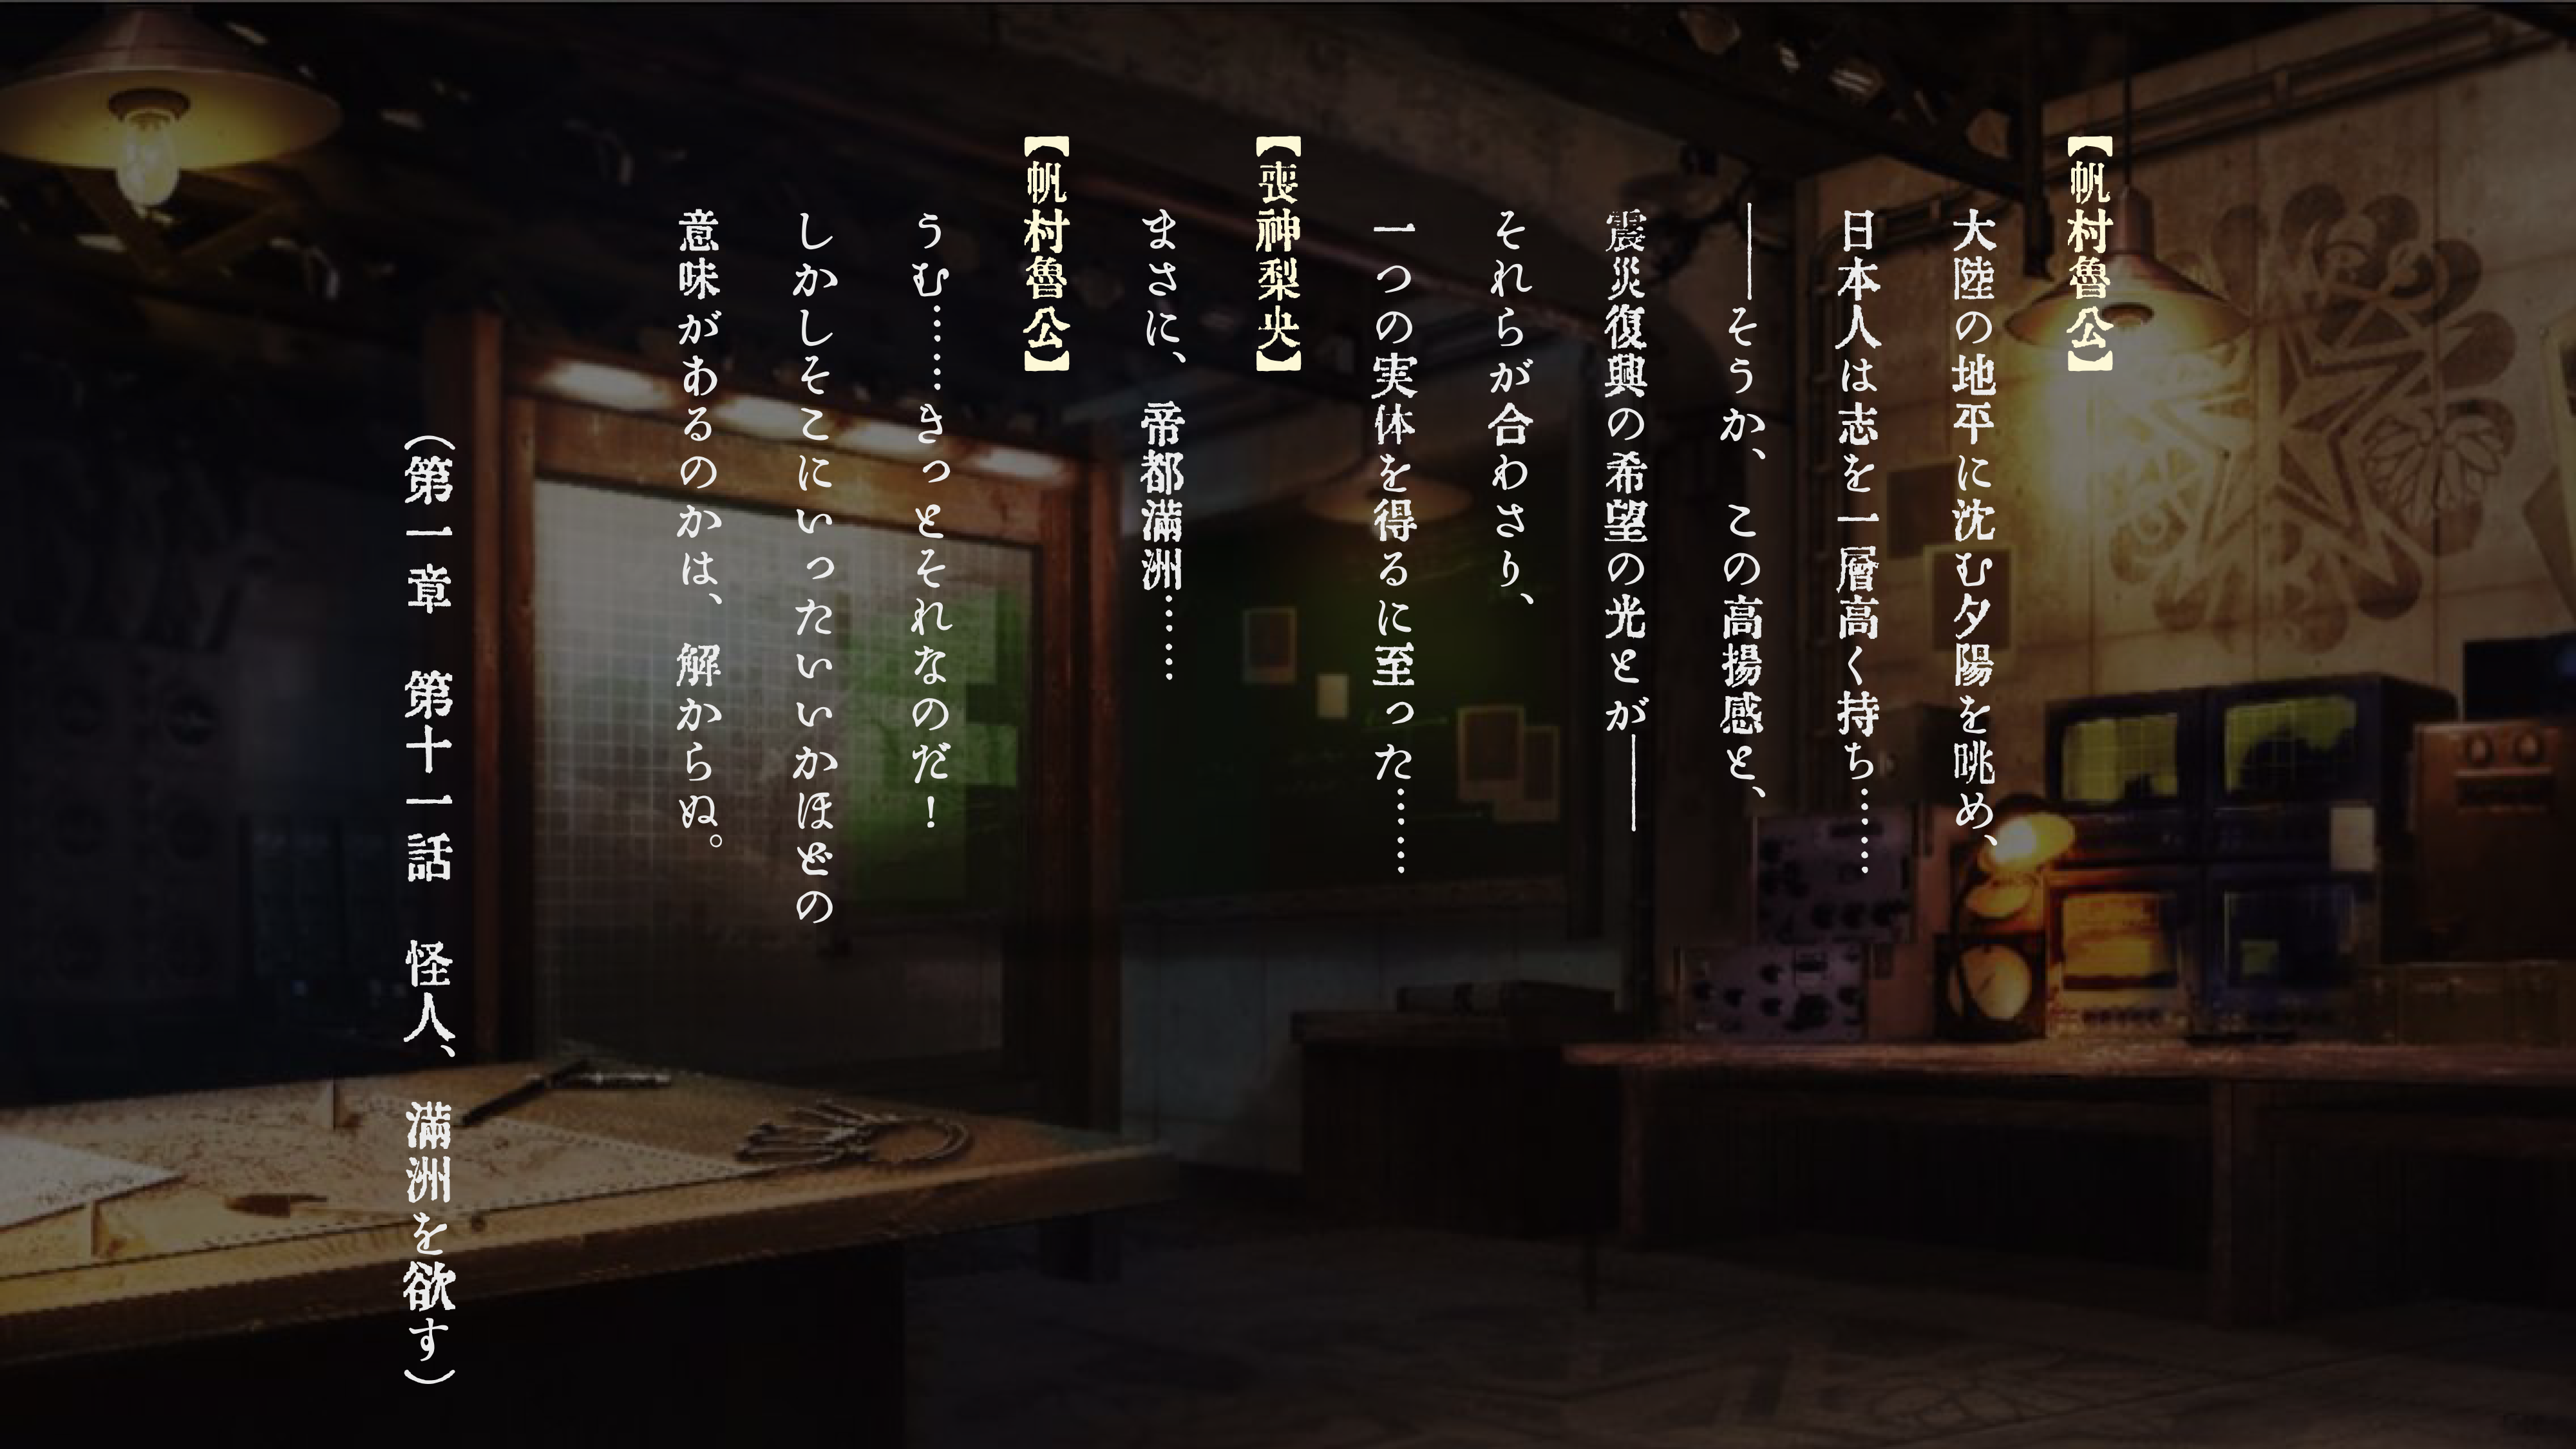 【帆村魯公】
大陸の地平に沈む夕陽を眺め、
日本人は志を一層高く持ち……
――そうか、この高揚感と、
震災復興の希望の光とが――
それらが合わさり、
一つの実体を得るに至った……
【喪神梨央】
まさに、帝都滿洲……
【帆村魯公】
うむ……きっとそれなのだ！
しかしそこにいったいいかほどの
意味があるのかは、解からぬ。
（第一章　第十一話　怪人、滿洲を欲す）